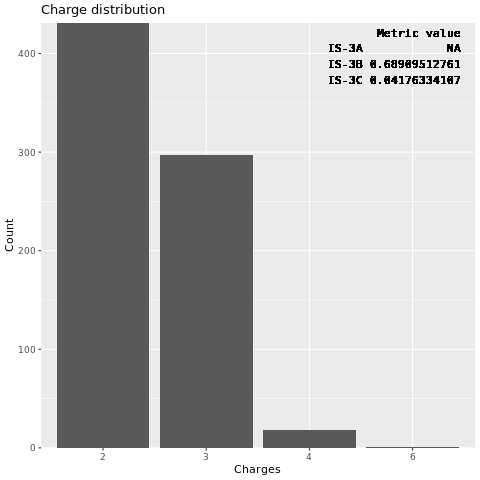 Charge distribution
Metric value
IS-3A NA
IS-3B 0.68909512761
IS-3C 0.04176334107
400
300
200
100
0
Count
2 3 4 6
Charges